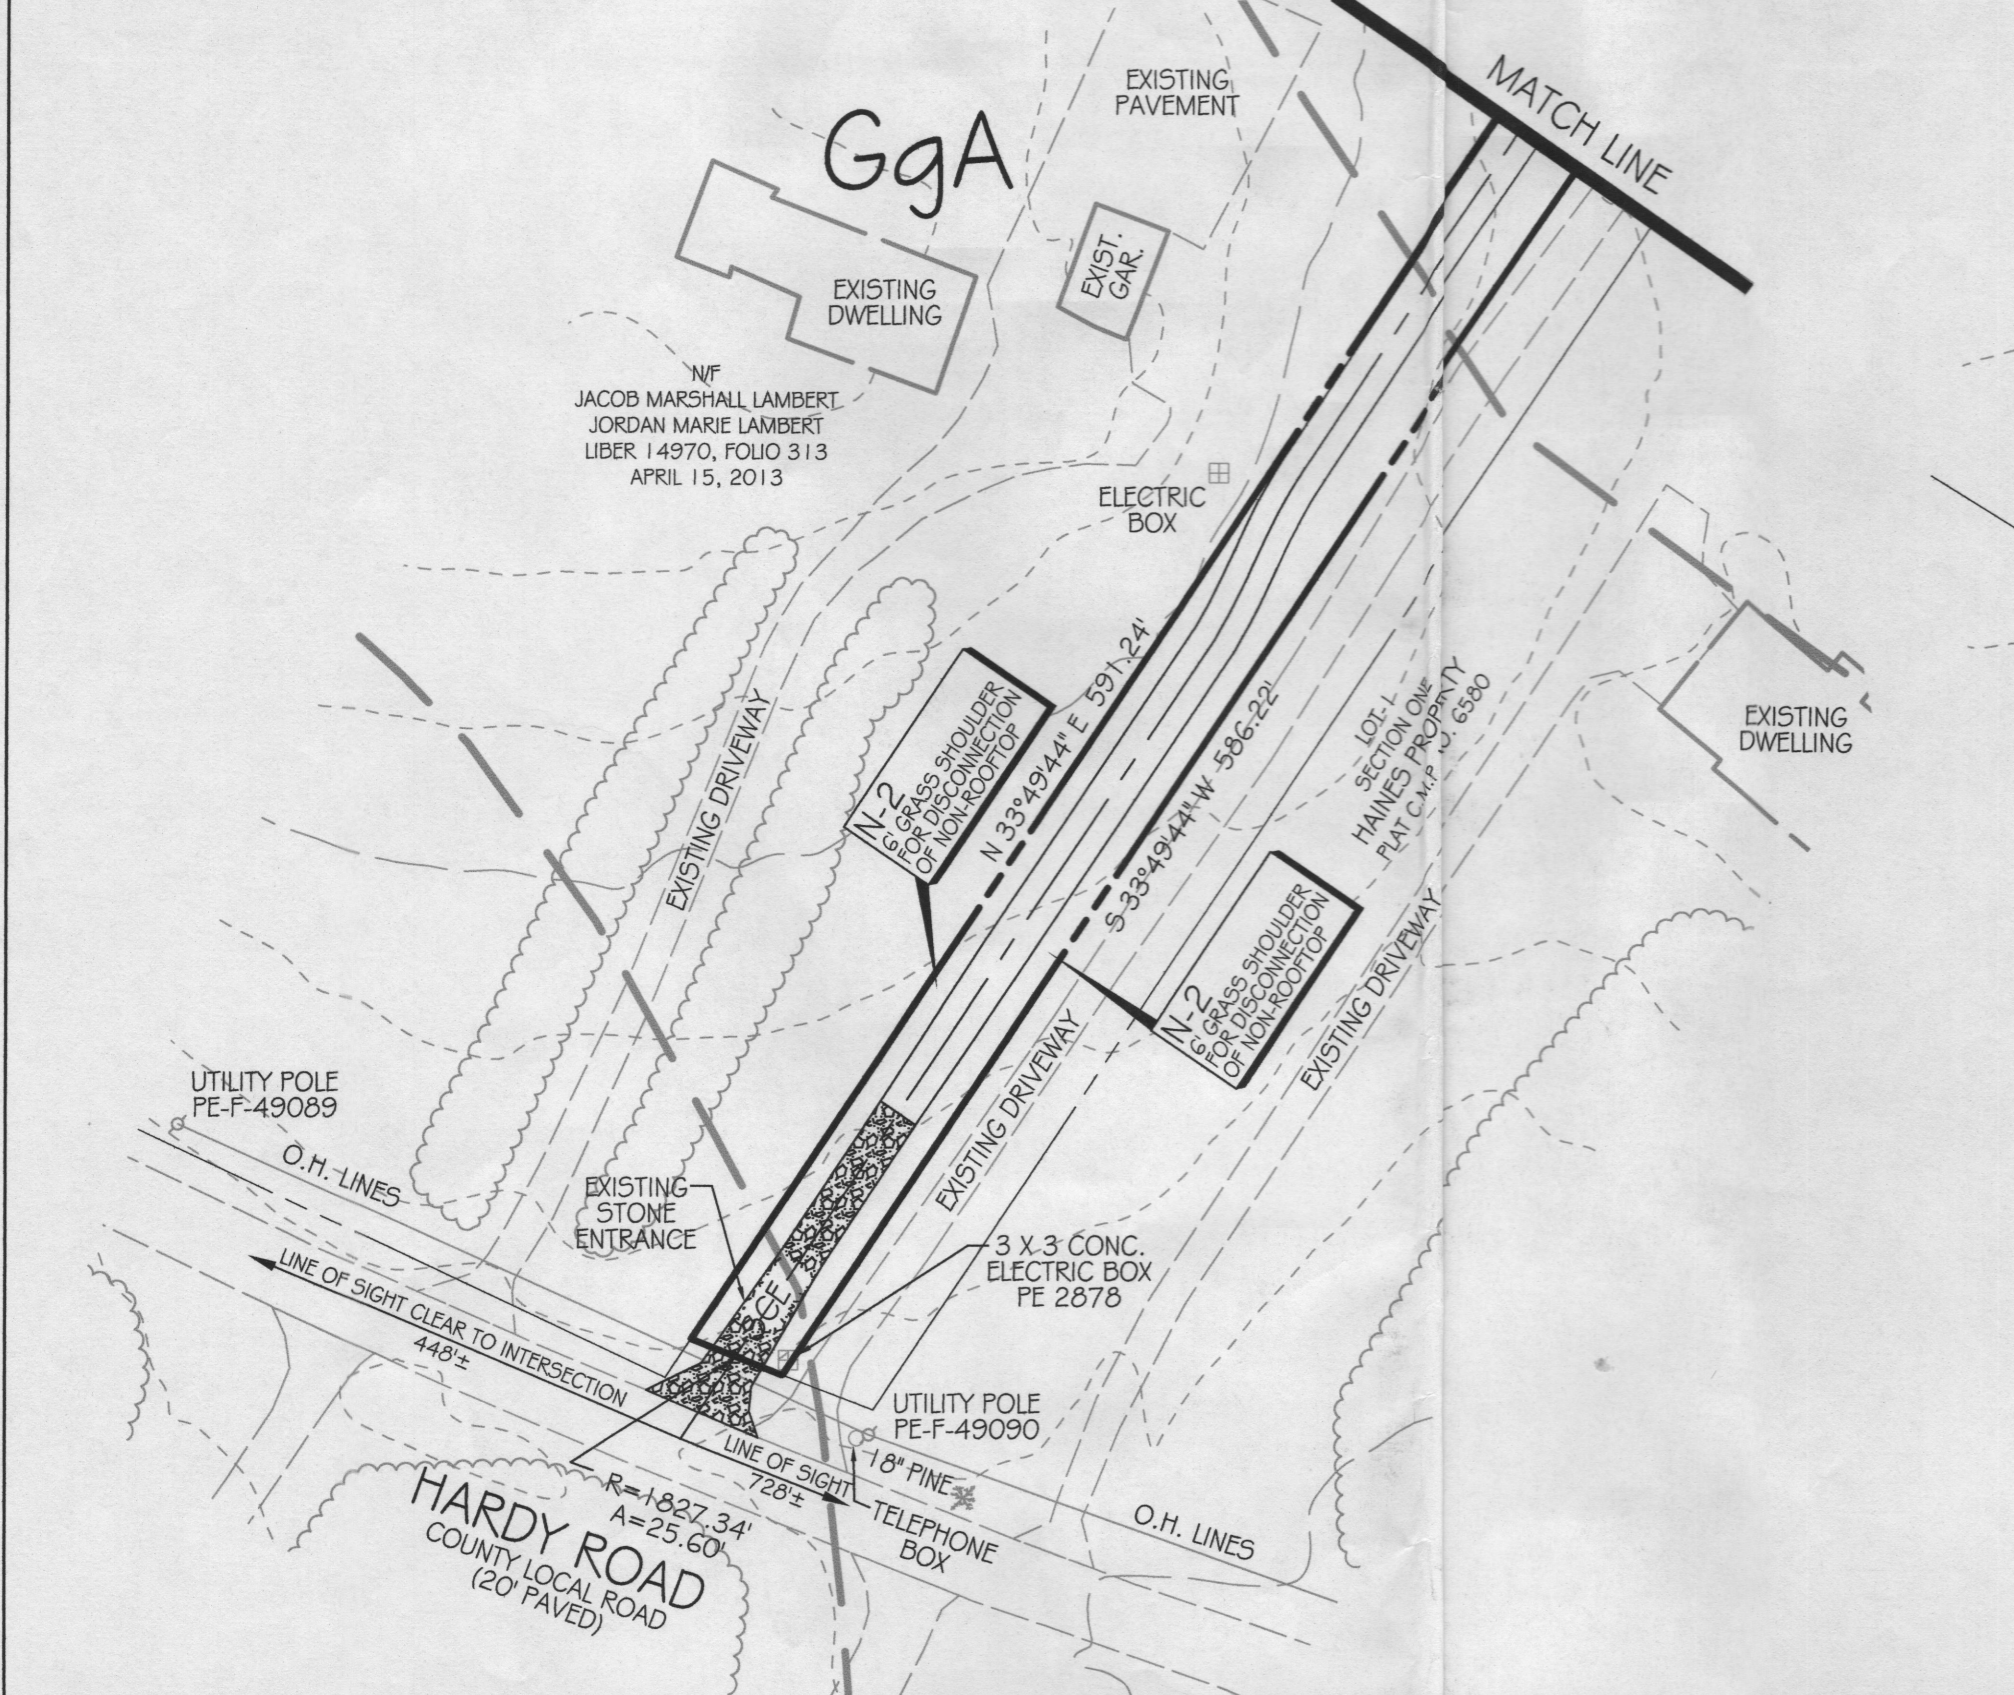 MATCH LINE
EXISTING
PAVEMENT
GgA
EXIST.
GAR.
EXISTING
DWELLING
N/F
JACOB MARSHALL LAMBERT
JORDAN MARIE LAMBERT
LIBER 14970, FOLIO 313
APRIL 15, 2013
ELECTRIC
BOX
N 33°49'44" E 591.24'
S 33°49'44" W 586.22'
N-2
6' GRASS SHOULDER
FOR DISCONNECTION
OF NON-ROOFTOP
EXISTING DRIVEWAY
SECTION ONE
HAINES PROPERTY
PLAT C.M.P. 6580
EXISTING
DWELLING
N-2
6' GRASS SHOULDER
FOR DISCONNECTION
OF NON-ROOFTOP
EXISTING DRIVEWAY
EXISTING DRIVEWAY
UTILITY POLE
PE-F-49089
O.H. LINES
EXISTING
STONE
ENTRANCE
SCE
3 X 3 CONC.
ELECTRIC BOX
PE 2878
LINE OF SIGHT CLEAR TO INTERSECTION
448'±
UTILITY POLE
PE-F-49090
18" PINE
LINE OF SIGHT
728'±
TELEPHONE
BOX
O.H. LINES
R=1827.34'
A=25.60'
HARDY ROAD
COUNTY LOCAL ROAD
(20' PAVED)